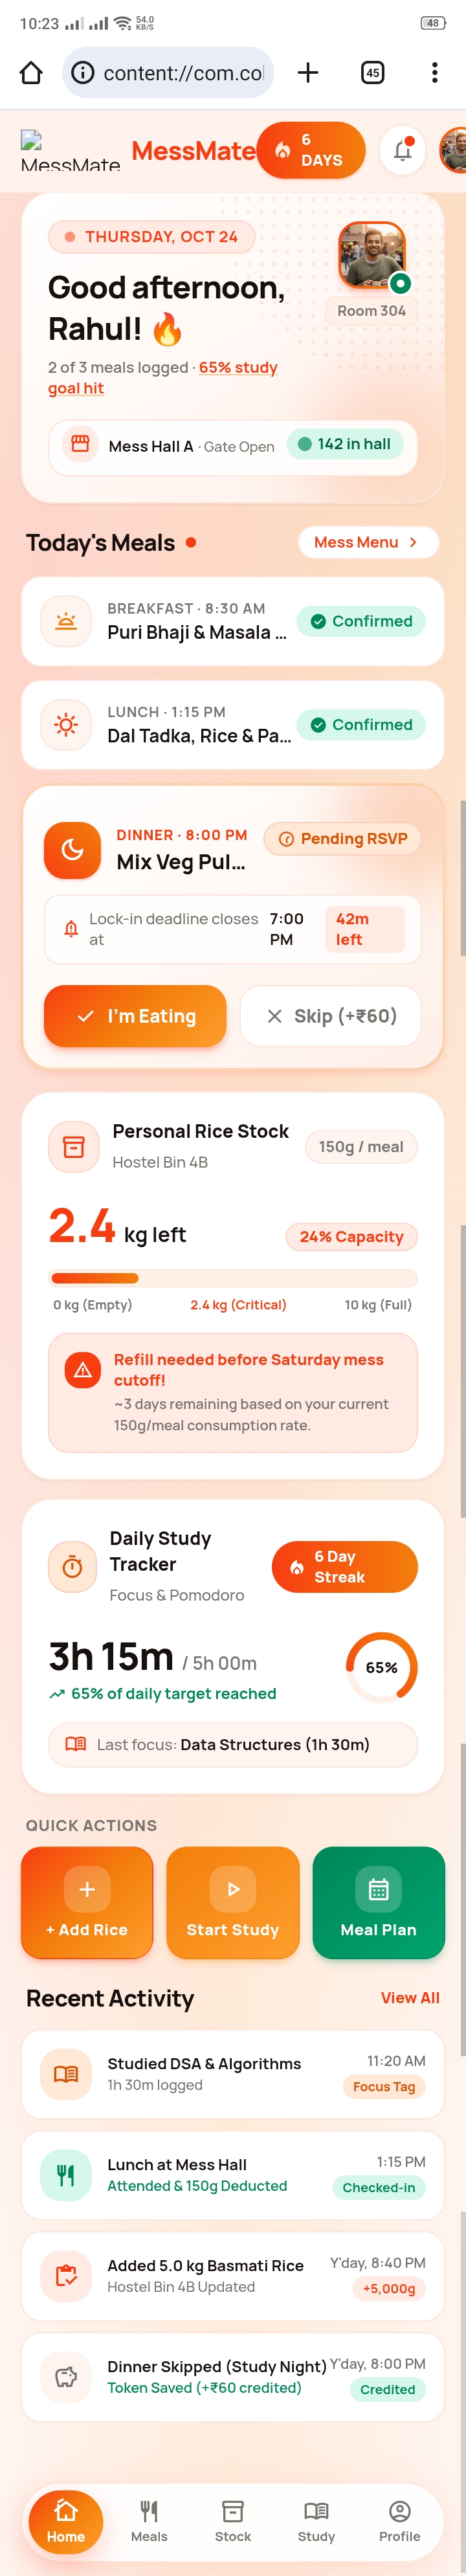 10:23 54.0 KB/S 48
content://com.col 45
MessMate MessMate 6 DAYS
THURSDAY, OCT 24
Good afternoon,
Rahul! 🔥
Room 304
2 of 3 meals logged · 65% study
goal hit
Mess Hall A · Gate Open 142 in hall
Today's Meals Mess Menu
BREAKFAST · 8:30 AM
Puri Bhaji & Masala ... Confirmed
LUNCH · 1:15 PM
Dal Tadka, Rice & Pa... Confirmed
DINNER · 8:00 PM Pending RSVP
Mix Veg Pul...
Lock-in deadline closes 7:00 42m
at PM left
I'm Eating Skip (+₹60)
Personal Rice Stock
Hostel Bin 4B 150g / meal
2.4 kg left 24% Capacity
0 kg (Empty) 2.4 kg (Critical) 10 kg (Full)
Refill needed before Saturday mess
cutoff!
~3 days remaining based on your current
150g/meal consumption rate.
Daily Study
Tracker
6 Day
Streak
Focus & Pomodoro
3h 15m / 5h 00m 65%
65% of daily target reached
Last focus: Data Structures (1h 30m)
QUICK ACTIONS
+ Add Rice Start Study Meal Plan
Recent Activity View All
Studied DSA & Algorithms 11:20 AM
1h 30m logged Focus Tag
Lunch at Mess Hall 1:15 PM
Attended & 150g Deducted Checked-in
Added 5.0 kg Basmati Rice Y'day, 8:40 PM
Hostel Bin 4B Updated +5,000g
Dinner Skipped (Study Night) Y'day, 8:00 PM
Token Saved (+₹60 credited) Credited
Home Meals Stock Study Profile